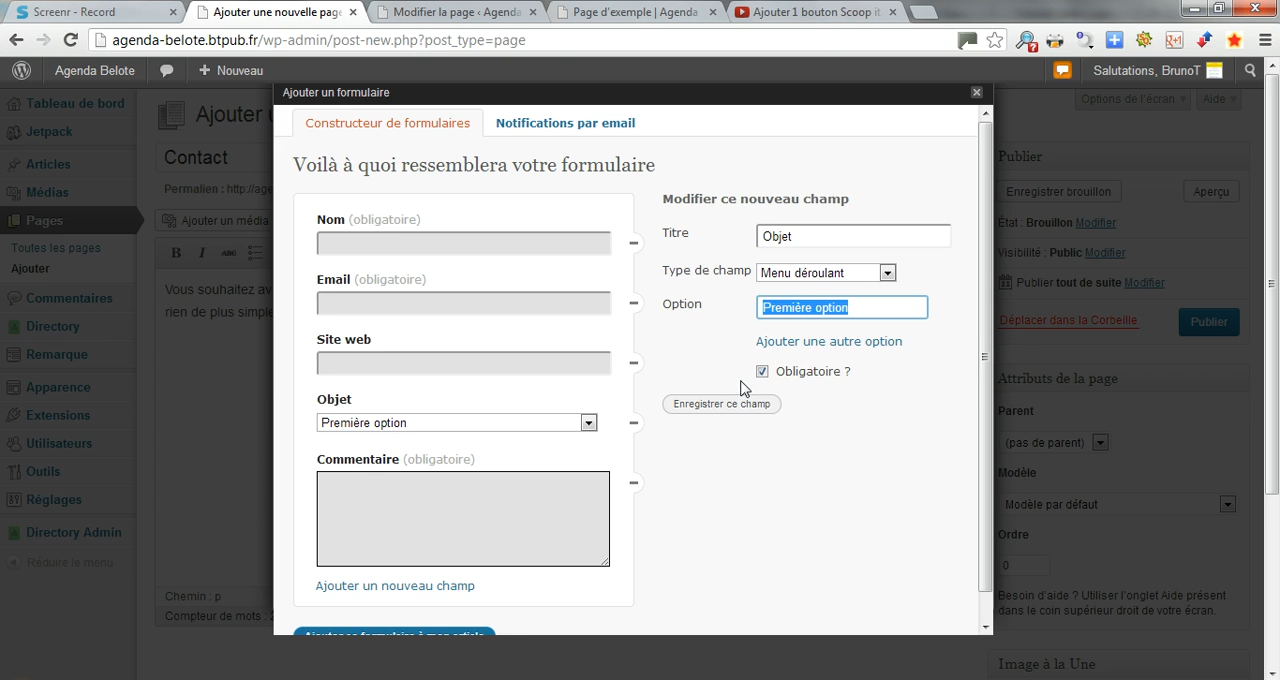 Screenr - Record
Ajouter une nouvelle page
Modifier la page ‹ Agenda
Page d'exemple | Agenda
Ajouter 1 bouton Scoop it
agenda-belote.btpub.fr/wp-admin/post-new.php?post_type=page
Agenda Belote
+ Nouveau
Salutations, BrunoT
Tableau de bord
Jetpack
Articles
Médias
Pages
Toutes les pages
Ajouter
Commentaires
Directory
Remarque
Apparence
Extensions
Utilisateurs
Outils
Réglages
Directory Admin
Réduire le menu
Ajouter
Contact
Permalien : http://age
Ajouter un média
B I ABC
Vous souhaitez av
rien de plus simple
Chemin : p
Compteur de mots :
Ajouter un formulaire
Constructeur de formulaires
Notifications par email
Voilà à quoi ressemblera votre formulaire
Nom (obligatoire)
Email (obligatoire)
Site web
Objet
Première option
Commentaire (obligatoire)
Ajouter un nouveau champ
Ajouter ce formulaire à mon article
Modifier ce nouveau champ
Titre
Objet
Type de champ
Menu déroulant
Option
Première option
Ajouter une autre option
Obligatoire ?
Enregistrer ce champ
Options de l'écran
Aide
Publier
Enregistrer brouillon
Aperçu
État : Brouillon Modifier
Visibilité : Public Modifier
Publier tout de suite Modifier
Déplacer dans la Corbeille
Publier
Attributs de la page
Parent
(pas de parent)
Modèle
Modèle par défaut
Ordre
0
Besoin d'aide ? Utiliser l'onglet Aide présent
dans le coin supérieur droit de votre écran.
Image à la Une